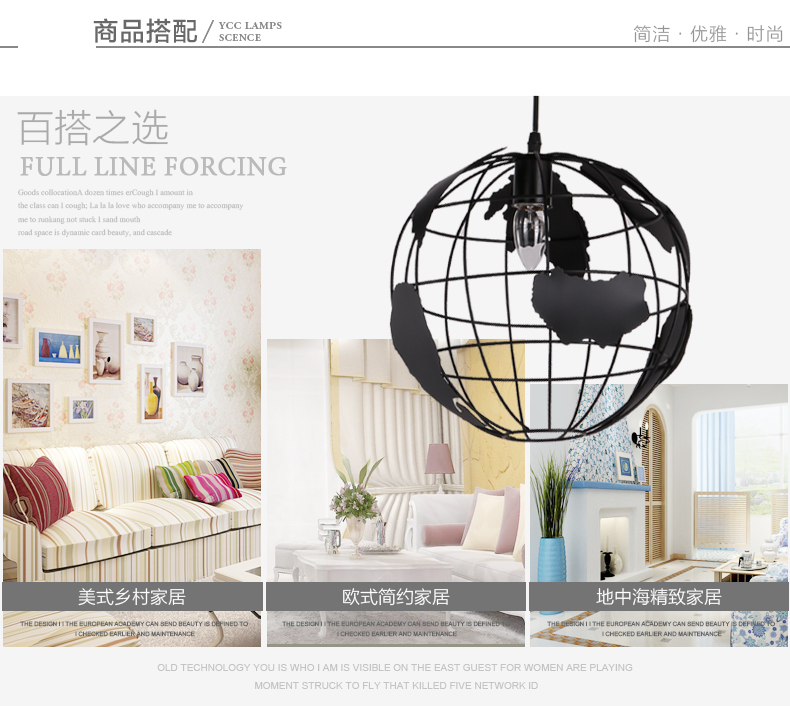 商品搭配/
YCC LAMPS
SCENCE
简洁 · 优雅 · 时尚
百搭之选
FULL LINE FORCING
Goods collocationA dozen times erCough I amount in
the class can I cough; La la la love who accompany me to accompany
me to runkang not stuck I sand mouth
road space is dynamic card beauty, and cascade
美式乡村家居
欧式简约家居
地中海精致家居
THE DESIGN I I THE EUROPEAN ACADEMY CAN SEND BEAUTY IS DEFINED TO
I CHECKED EARLIER AND MAINTENANCE
THE DESIGN I I THE EUROPEAN ACADEMY CAN SEND BEAUTY IS DEFINED TO
I CHECKED EARLIER AND MAINTENANCE
THE DESIGN I I THE EUROPEAN ACADEMY CAN SEND BEAUTY IS DEFINED TO
I CHECKED EARLIER AND MAINTENANCE
OLD TECHNOLOGY YOU IS WHO I AM IS VISIBLE ON THE EAST GUEST FOR WOMEN ARE PLAYING
MOMENT STRUCK TO FLY THAT KILLED FIVE NETWORK ID